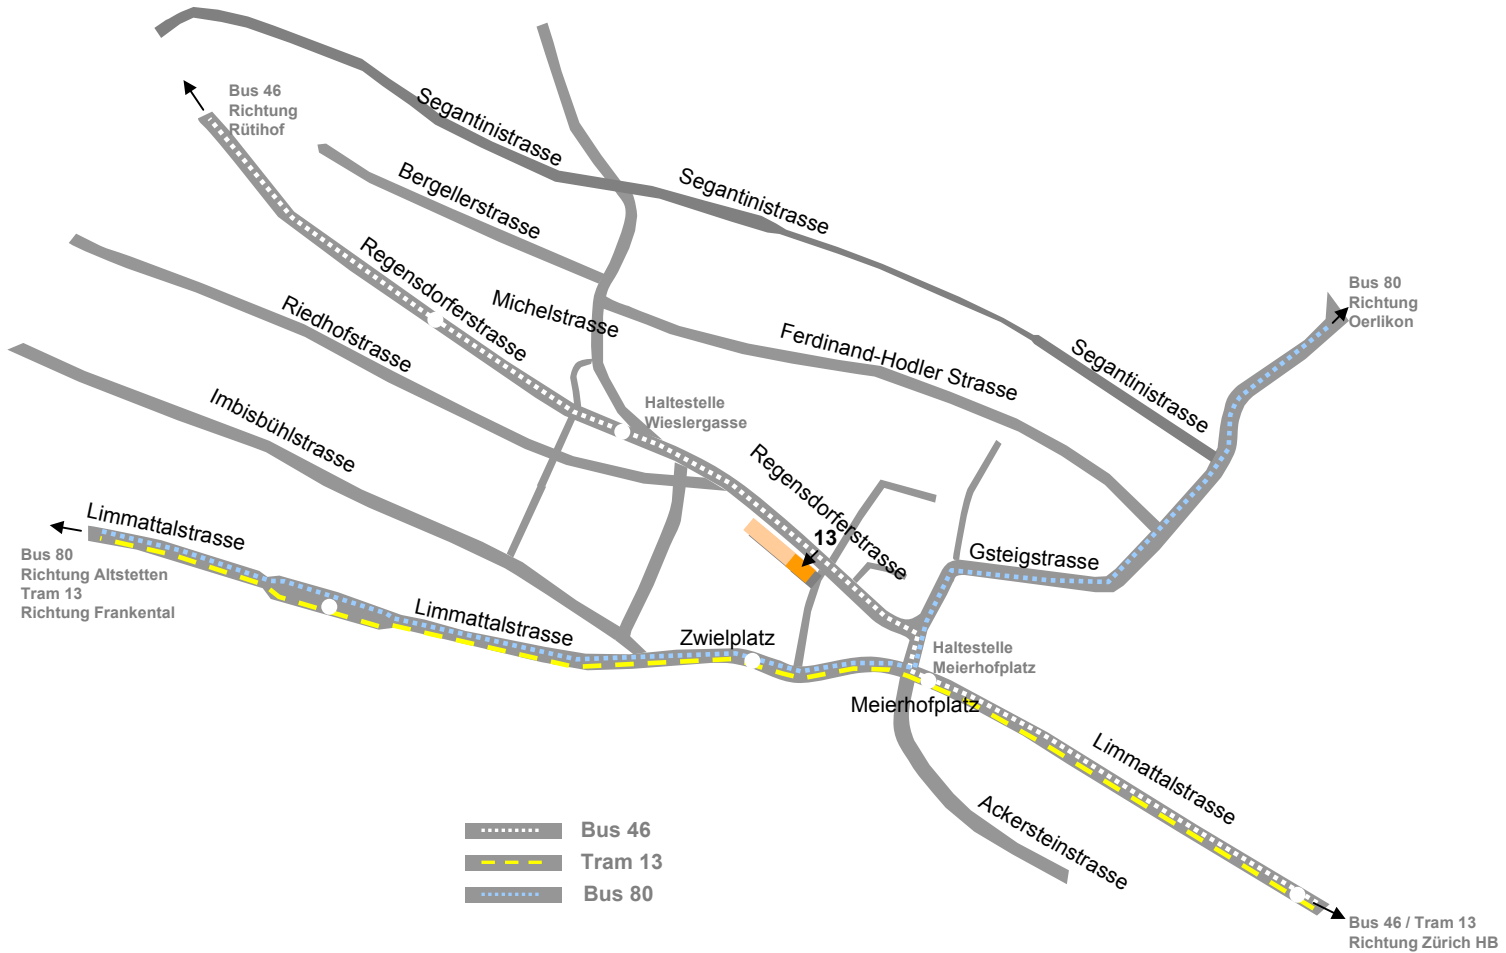 Segantinistrasse
Bus 46
Richtung
Rütihof
Bergellerstrasse
Segantinistrasse
Regensdorferstrasse
Michelstrasse
Riedhofstrasse
Ferdinand-Hodler Strasse
Segantinistrasse
Bus 80
Richtung
Oerlikon
Imbisbühlstrasse
Haltestelle
Wieslergasse
Regensdorferstrasse
13
Gsteigstrasse
Limmattalstrasse
Bus 80
Richtung Altstetten
Tram 13
Richtung Frankental
Limmattalstrasse
Zwielplatz
Haltestelle
Meierhofplatz
Meierhofplatz
Limmattalstrasse
Ackersteinstrasse
Bus 46
Tram 13
Bus 80
Bus 46 / Tram 13
Richtung Zürich HB